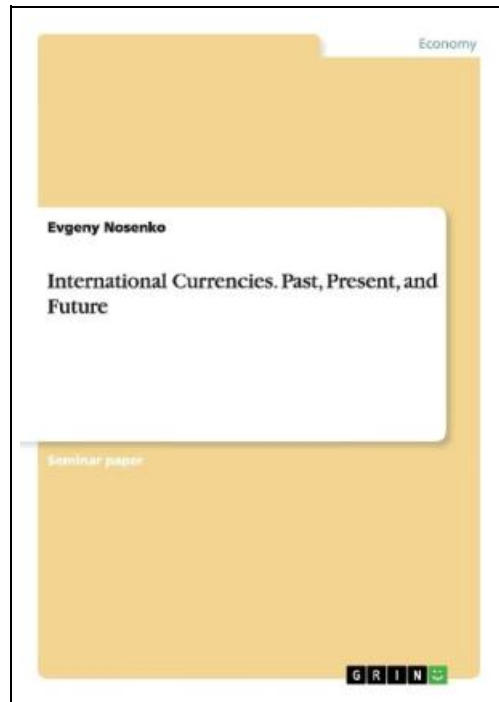 Economy
Evgeny Nosenko
International Currencies. Past, Present, and
Future
Seminar paper
GRIN